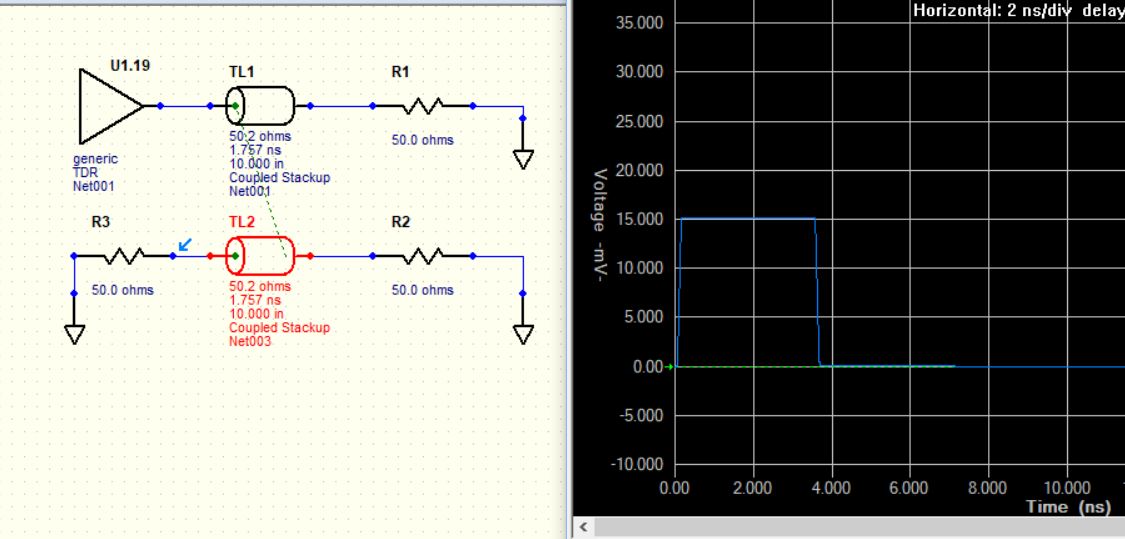 U1.19
generic
TDR
Net001
TL1
50.2 ohms
1.757 ns
10.000 in
Coupled Stackup
Net001
R1
50.0 ohms
R3
50.0 ohms
TL2
50.2 ohms
1.757 ns
10.000 in
Coupled Stackup
Net003
R2
50.0 ohms
Horizontal: 2 ns/div delay
Voltage -mV-
35.000
30.000
25.000
20.000
15.000
10.000
5.000
0.00
-5.000
-10.000
0.00 2.000 4.000 6.000 8.000 10.000
Time (ns)